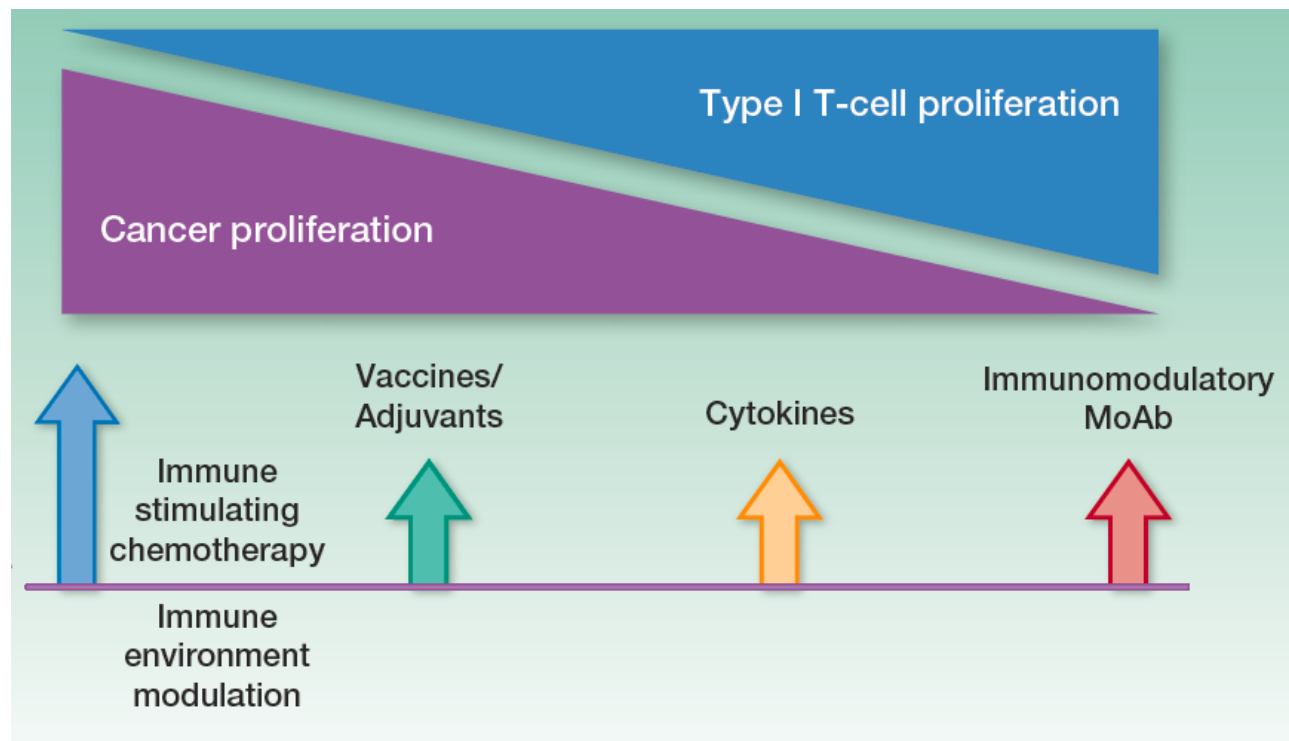 Type I T-cell proliferation
Cancer proliferation
Vaccines/
Adjuvants
Cytokines
Immunomodulatory
MoAb
Immune
stimulating
chemotherapy
Immune
environment
modulation